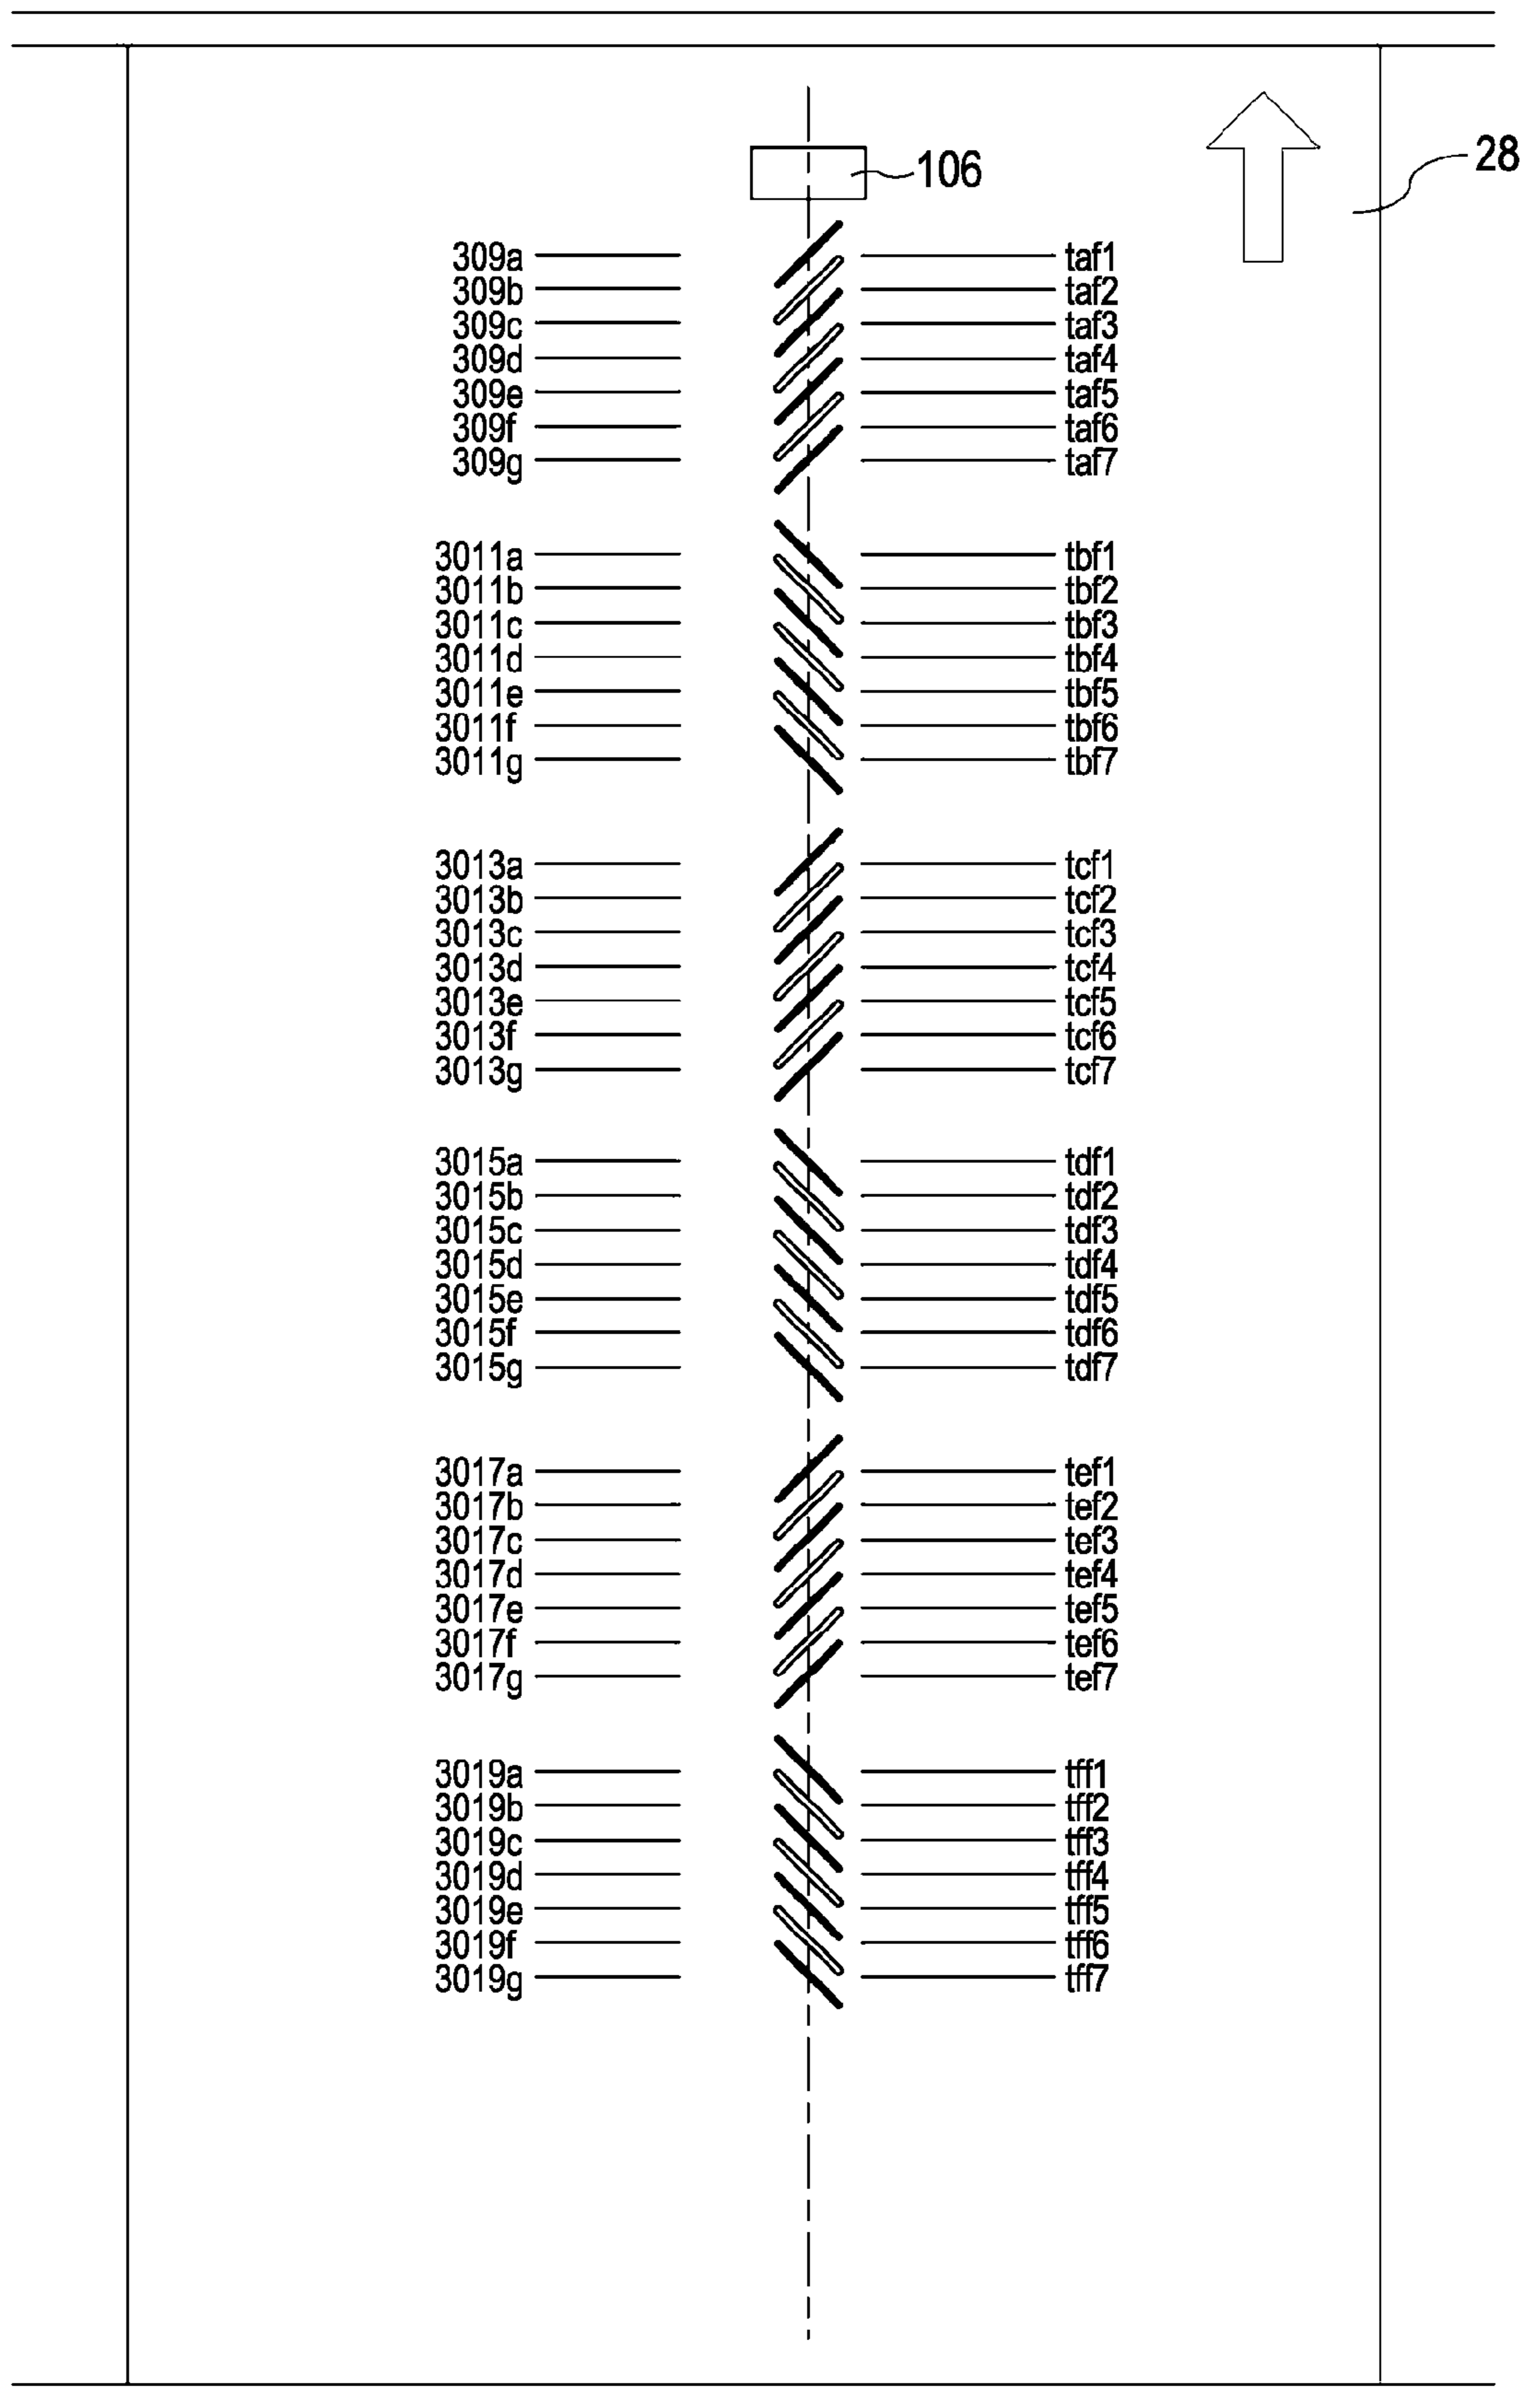 28
106
309a taf1
309b taf2
309c taf3
309d taf4
309e taf5
309f taf6
309g taf7
3011a tbf1
3011b tbf2
3011c tbf3
3011d tbf4
3011e tbf5
3011f tbf6
3011g tbf7
3013a tcf1
3013b tcf2
3013c tcf3
3013d tcf4
3013e tcf5
3013f tcf6
3013g tcf7
3015a tdf1
3015b tdf2
3015c tdf3
3015d tdf4
3015e tdf5
3015f tdf6
3015g tdf7
3017a tef1
3017b tef2
3017c tef3
3017d tef4
3017e tef5
3017f tef6
3017g tef7
3019a tff1
3019b tff2
3019c tff3
3019d tff4
3019e tff5
3019f tff6
3019g tff7